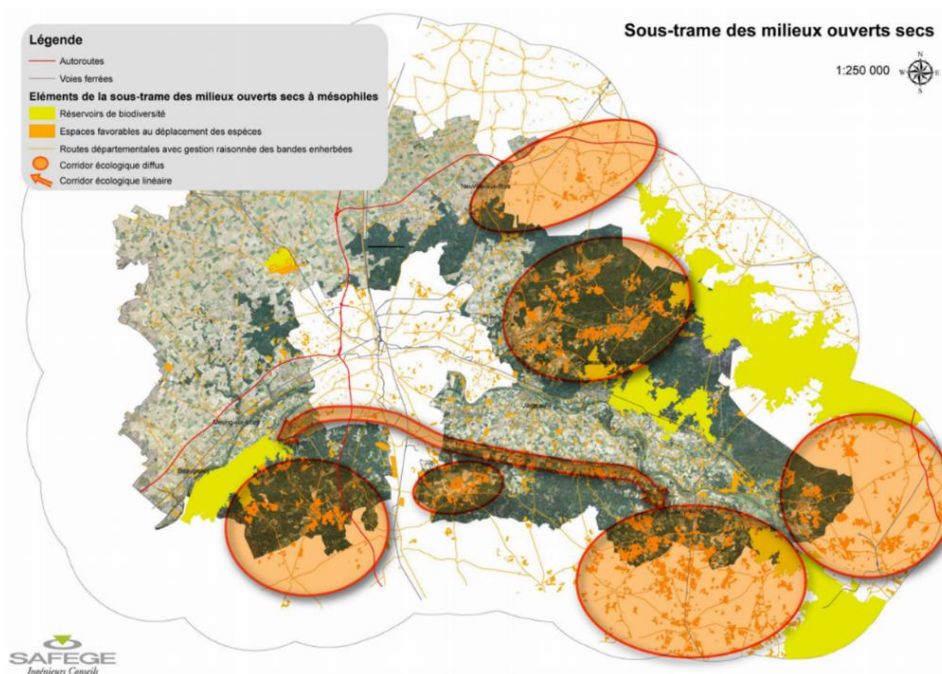 Sous-trame des milieux ouverts secs
1:250 000
N
W
E
S
Légende
Autoroutes
Voies ferrées
Eléments de la sous-trame des milieux ouverts secs à mésophiles
Réservoirs de biodiversité
Espaces favorables au déplacement des espèces
Routes départementales avec gestion raisonnée des bandes enherbées
Corridor écologique diffus
Corridor écologique linéaire
SAFEGE
Ingénieurs Conseils